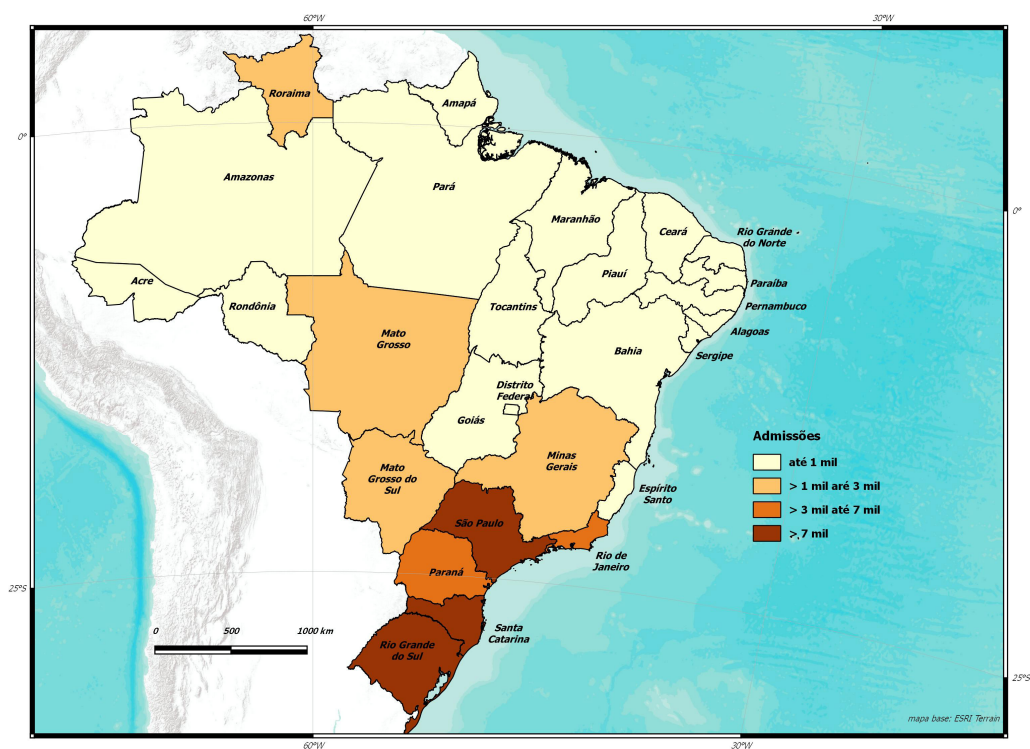 60°W
30°W
Roraima
Amapá
0°
Amazonas
Pará
Maranhão
Ceará
Rio Grande -
do Norte
0°
Acre
Rondônia
Piauí
Tocantins
Paraíba
Pernambuco
Alagoas
Sergipe
Mato
Grosso
Bahia
Distrito
Federal
Goiás
Minas
Gerais
Mato
Grosso do
Sul
Espírito
Santo
São Paulo
Rio de
Janeiro
Paraná
Santa
Catarina
Rio Grande
do Sul
Admissões
até 1 mil
> 1 mil aré 3 mil
> 3 mil até 7 mil
> 7 mil
25°S
0 500 1000 km
25°S
mapa base: ESRI Terrain
60°W
30°W